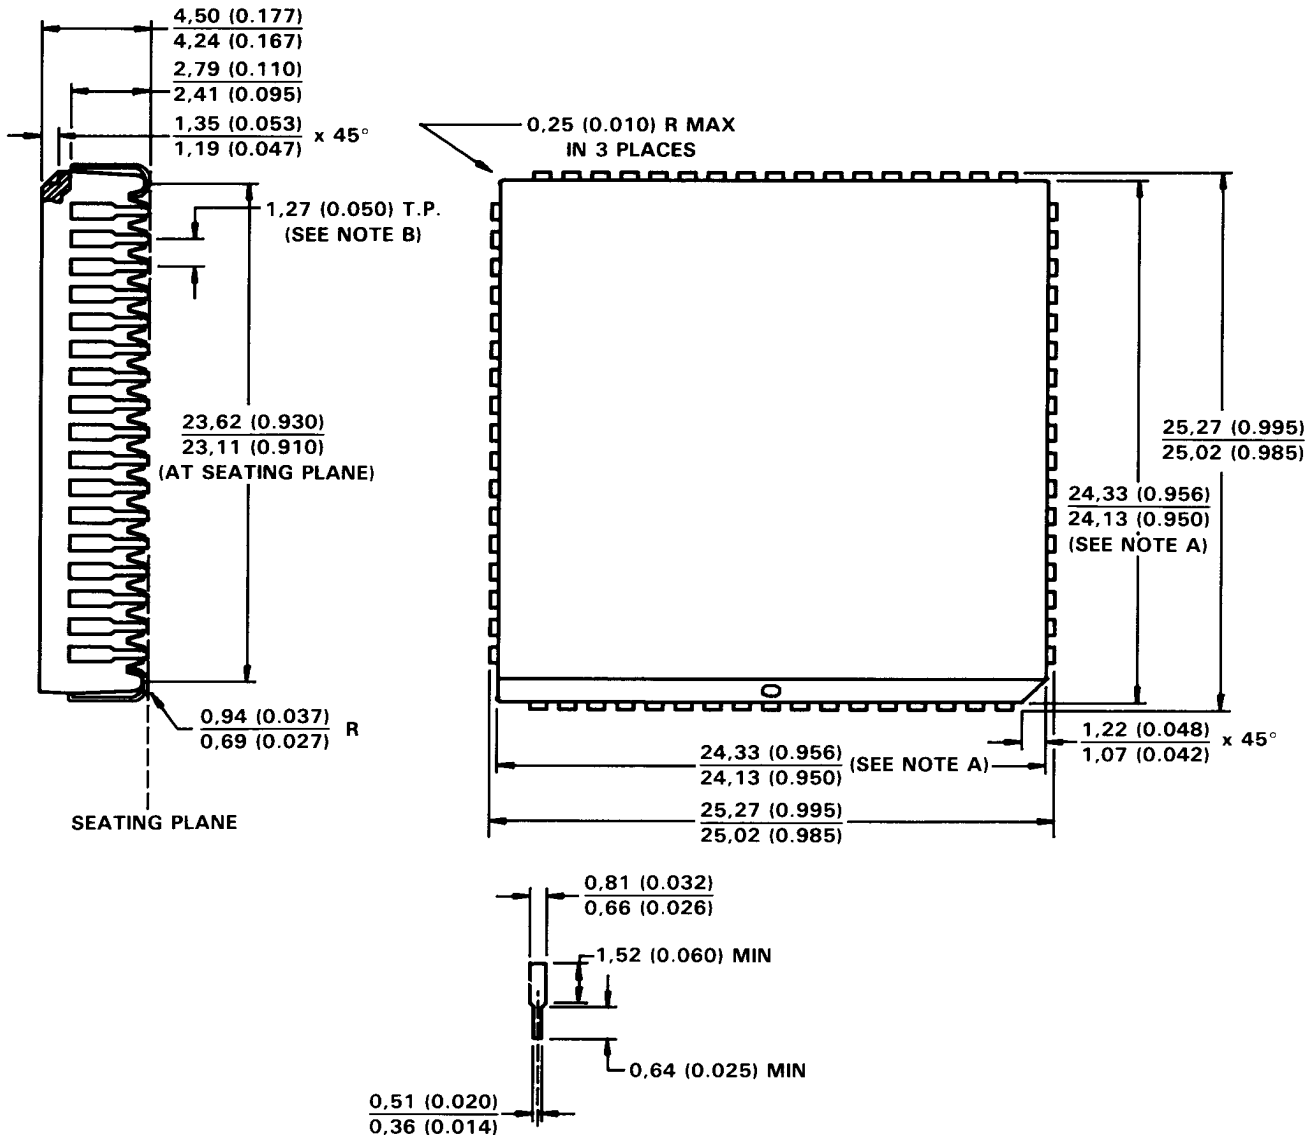 4,50 (0.177)
4,24 (0.167)
2,79 (0.110)
2,41 (0.095)
1,35 (0.053)
1,19 (0.047) x 45°
0,25 (0.010) R MAX
IN 3 PLACES
1,27 (0.050) T.P.
(SEE NOTE B)
23,62 (0.930)
23,11 (0.910)
(AT SEATING PLANE)
25,27 (0.995)
25,02 (0.985)
24,33 (0.956)
24,13 (0.950)
(SEE NOTE A)
0,94 (0.037)
0,69 (0.027) R
SEATING PLANE
1,22 (0.048)
1,07 (0.042) x 45°
24,33 (0.956)
24,13 (0.950) (SEE NOTE A)
25,27 (0.995)
25,02 (0.985)
0,81 (0.032)
0,66 (0.026)
1,52 (0.060) MIN
0,64 (0.025) MIN
0,51 (0.020)
0,36 (0.014)